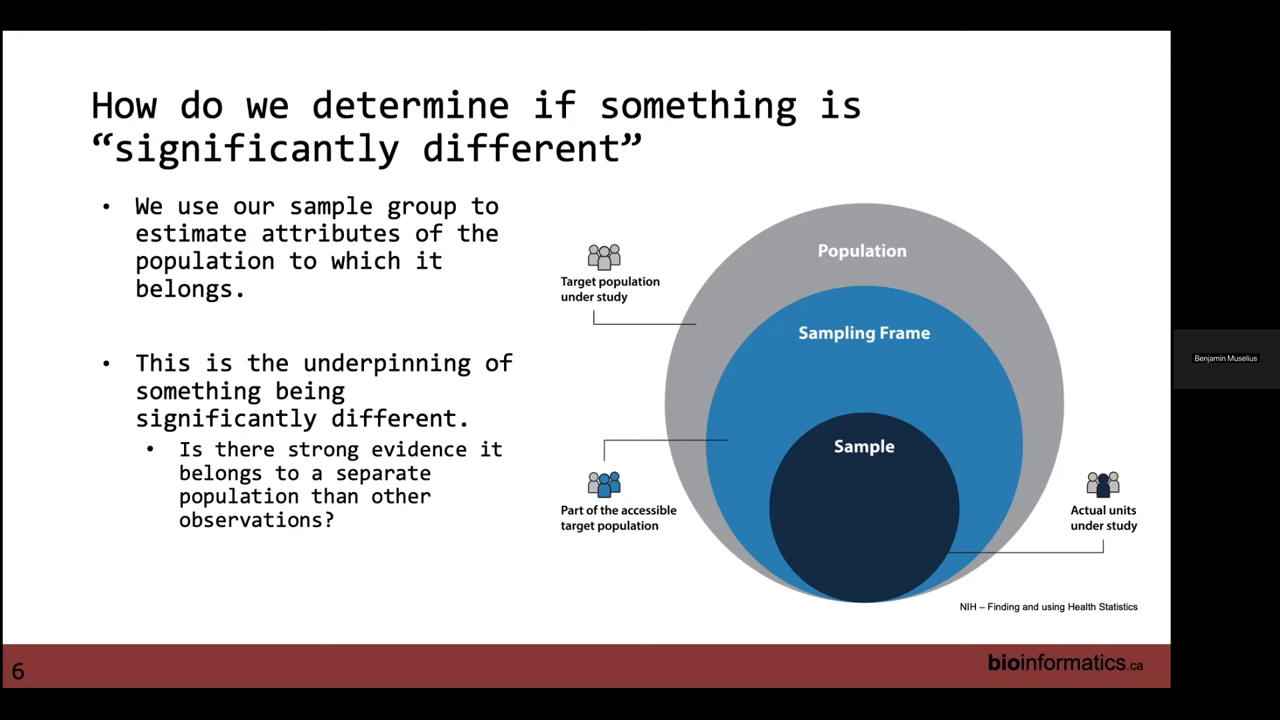 How do we determine if something is
“significantly different”
• We use our sample group to
estimate attributes of the
population to which it
belongs.
• This is the underpinning of
something being
significantly different.
• Is there strong evidence it
belongs to a separate
population than other
observations?
Population
Target population
under study
Sampling Frame
Sample
Part of the accessible
target population
Actual units
under study
NIH – Finding and using Health Statistics
Benjamin Muselius
6
bioinformatics.ca